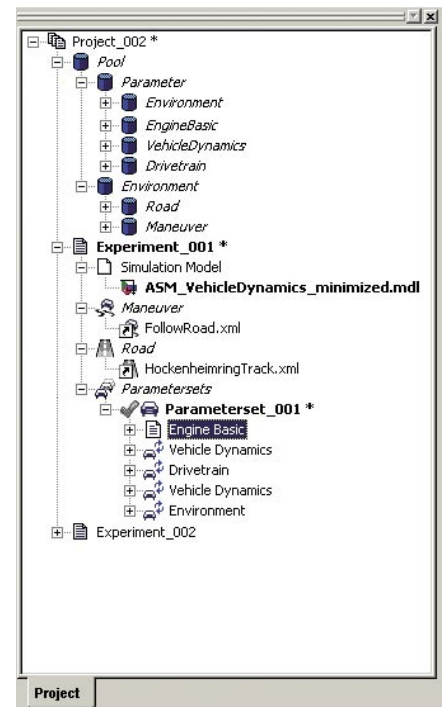 Project_002 *
Pool
Parameter
Environment
EngineBasic
VehicleDynamics
Drivetrain
Environment
Road
Maneuver
Experiment_001 *
Simulation Model
ASM_VehicleDynamics_minimized.mdl
Maneuver
FollowRoad.xml
Road
HockenheimringTrack.xml
Parametersets
Parameterset_001 *
Engine Basic
Vehicle Dynamics
Drivetrain
Vehicle Dynamics
Environment
Experiment_002
Project